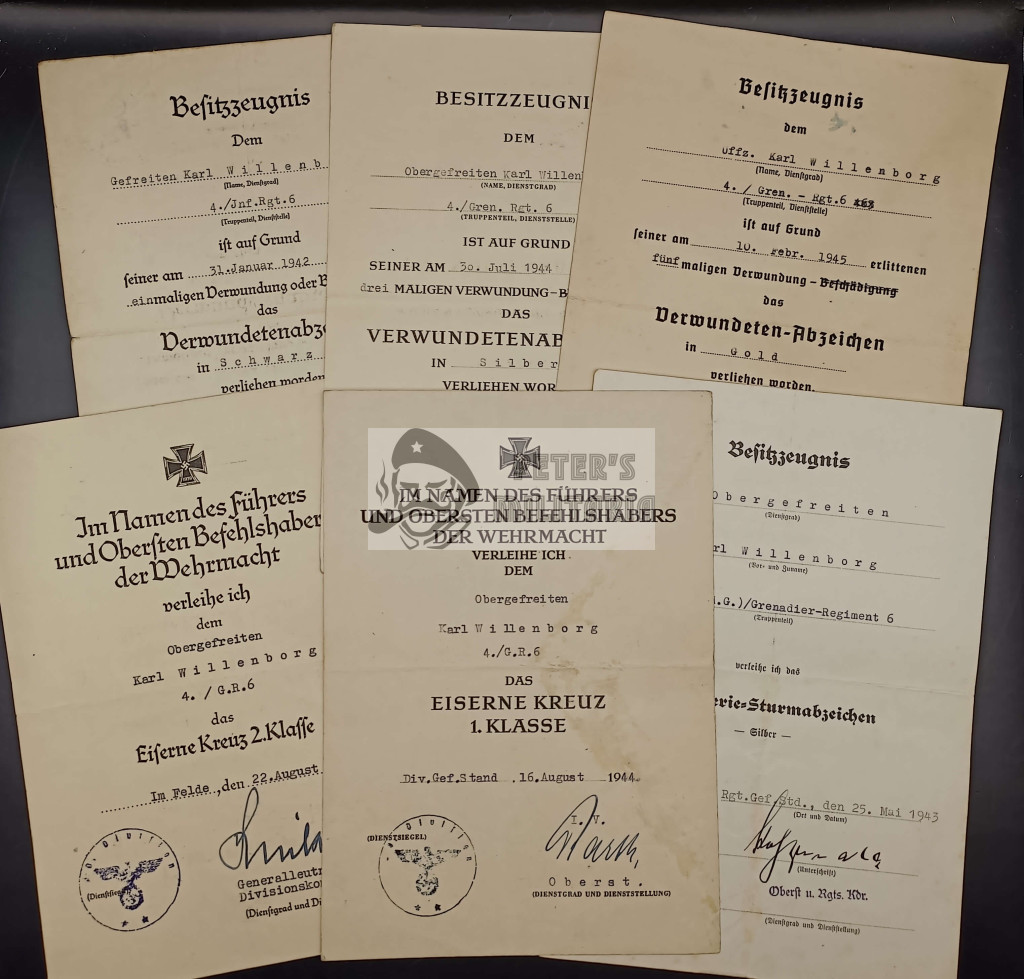 Besitzzeugnis
Dem
Gefreiten Karl Willenb
(Name, Dienstgrad)
4./Jnf.Rgt.6
(Truppenteil, Dienststelle)
ist auf Grund
seiner am 31.Januar 1942
einmaligen Verwundung oder B
das
Verwundetenabz
in Schwarz
verliehen worden
BESITZZEUGNI
DEM
Obergefreiten Karl Willen
(NAME, DIENSTGRAD)
4./Gren. Rgt. 6
(TRUPPENTEIL, DIENSTSTELLE)
IST AUF GRUND
SEINER AM 30. Juli 1944
drei MALIGEN VERWUNDUNG-B
DAS
VERWUNDETENAB
IN Silber
VERLIEHEN WOR
Besitzzeugnis
dem
Uffz. Karl Willenborg
(Name, Dienstgrad)
4./ Gren. - Rgt.6
(Truppenteil, Dienststelle)
ist auf Grund
seiner am 10. Febr. 1945 erlittenen
fünf maligen Verwundung - Beschädigung
das
Verwundeten-Abzeichen
in Gold
verliehen worden.
Im Namen des Führers
und Obersten Befehlshaber
der Wehrmacht
verleihe ich
dem
Obergefreiten
Karl Willenborg
4. / G.R.6
das
Eiserne Kreuz 2.Klasse
Im Felde ,den 22.August
(Dienstsiegel)
Generalleut
Divisionsko
(Dienstgrad und Di
ETER'S
MILITARIA
IM NAMEN DES FÜHRERS
UND OBERSTEN BEFEHLSHABERS
DER WEHRMACHT
VERLEIHE ICH
DEM
Obergefreiten
Karl Willenborg
4./G.R.6
DAS
EISERNE KREUZ
1. KLASSE
Div.Gef.Stand , 16.August 1944.
(DIENSTSIEGEL)
Division
I.V.
Oberst.
(DIENSTGRAD UND DIENSTSTELLUNG)
Besitzzeugnis
Obergefreiten
(Dienstgrad)
rl Willenborg
(Vor- und Zuname)
.G.)/Grenadier-Regiment 6
(Truppenteil)
verleihe ich das
erie-Sturmabzeichen
— Silber —
Rgt.Gef.Std., den 25. Mai 1943
(Ort und Datum)
(Unterschrift)
Oberst u. Rgts. Kdr.
(Dienstgrad und Dienststellung)